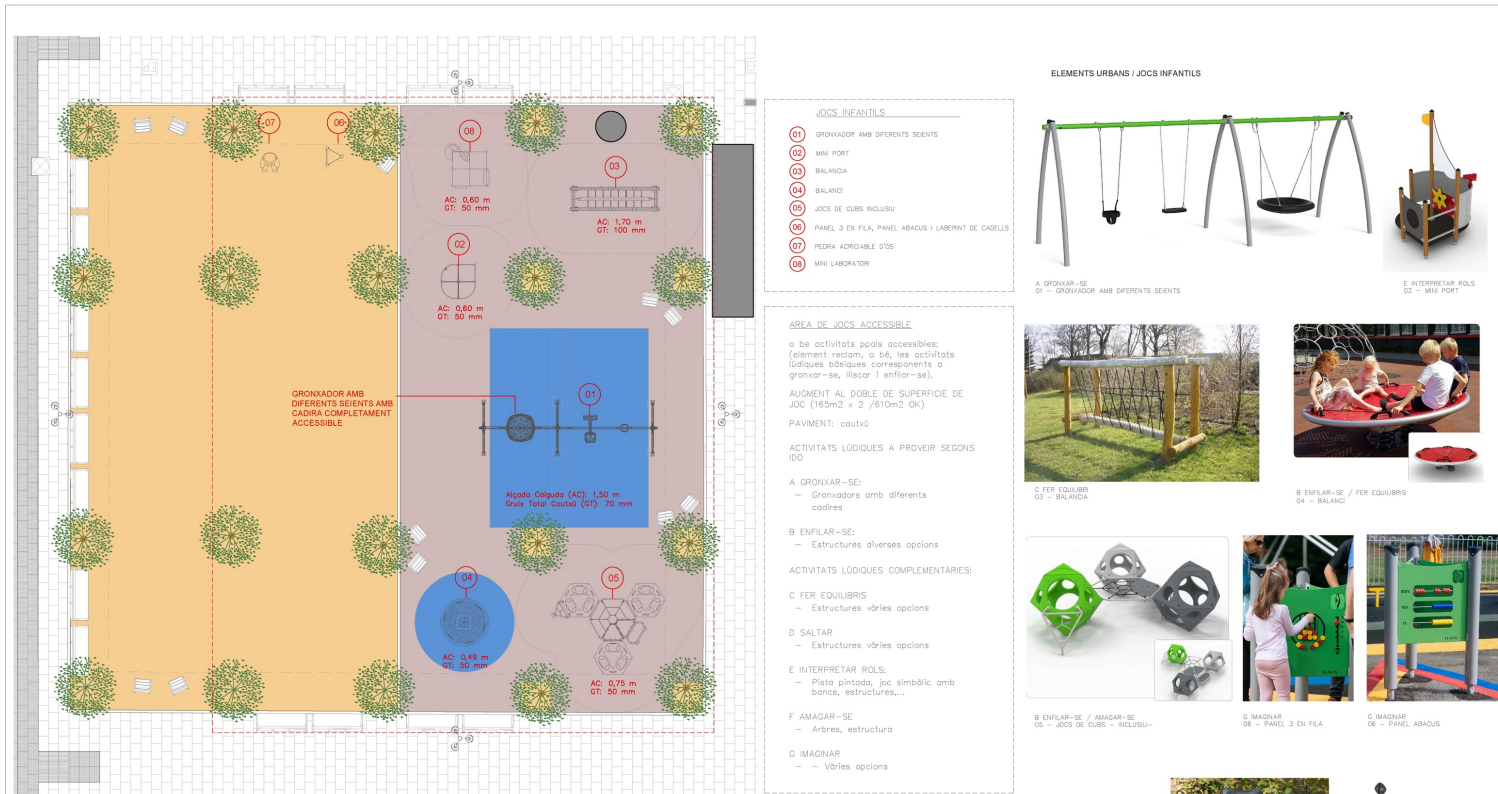 07
06
08
AC: 0,60 m
GT: 50 mm
03
AC: 1,70 m
GT: 100 mm
02
AC: 0,60 m
GT: 50 mm
GRONXADOR AMB
DIFERENTS SEIENTS AMB
CADIRA COMPLETAMENT
ACCESSIBLE
01
Alçada Caiguda (AC): 1,50 m
Gruix Total Cautxú (GT): 70 mm
04
AC: 0,49 m
GT: 50 mm
05
AC: 0,75 m
GT: 50 mm
JOCS INFANTILS
01 GRONXADOR AMB DIFERENTS SEIENTS
02 MINI PORT
03 BALANCIA
04 BALANCÍ
05 JOCS DE CUBS INCLUSIU
06 PANEL 3 EN FILA, PANEL ABACUS I LABERINT DE CADELLS
07 PEDRA ACRICIABLE D'ÓS
08 MINI LABORATORI
AREA DE JOCS ACCESSIBLE
o be activitats ppals accessibles:
(element reclam, o bé, les activitats
lúdiques bàsiques corresponents a
gronxar-se, lliscar i enfilar-se).
AUGMENT AL DOBLE DE SUPERFICIE DE
JOC (165m2 x 2 /610m2 OK)
PAVIMENT: cautxú
ACTIVITATS LÚDIQUES A PROVEIR SEGONS
IDO
A GRONXAR-SE:
- Gronxadors amb diferents
cadires
B ENFILAR-SE:
- Estructures diverses opcions
ACTIVITATS LÚDIQUES COMPLEMENTÀRIES:
C FER EQUILIBRIS
- Estructures vàries opcions
D SALTAR
- Estructures vàries opcions
E INTERPRETAR ROLS:
- Pista pintada, joc simbòlic amb
bancs, estructures,...
F AMAGAR-SE
- Arbres, estructura
G IMAGINAR
- - Vàries opcions
ELEMENTS URBANS / JOCS INFANTILS
A GRONXAR-SE
01 - GRONXADOR AMB DIFERENTS SEIENTS
E INTERPRETAR ROLS
02 - MINI PORT
C FER EQUILIBRI
03 - BALANCIA
B ENFILAR-SE / FER EQUILIBRIS
04 - BALANCÍ
B ENFILAR-SE / AMAGAR-SE
05 - JOCS DE CUBS - INCLUSIU-
G IMAGINAR
06 - PANEL 3 EN FILA
G IMAGINAR
06 - PANEL ABACUS
HAGS